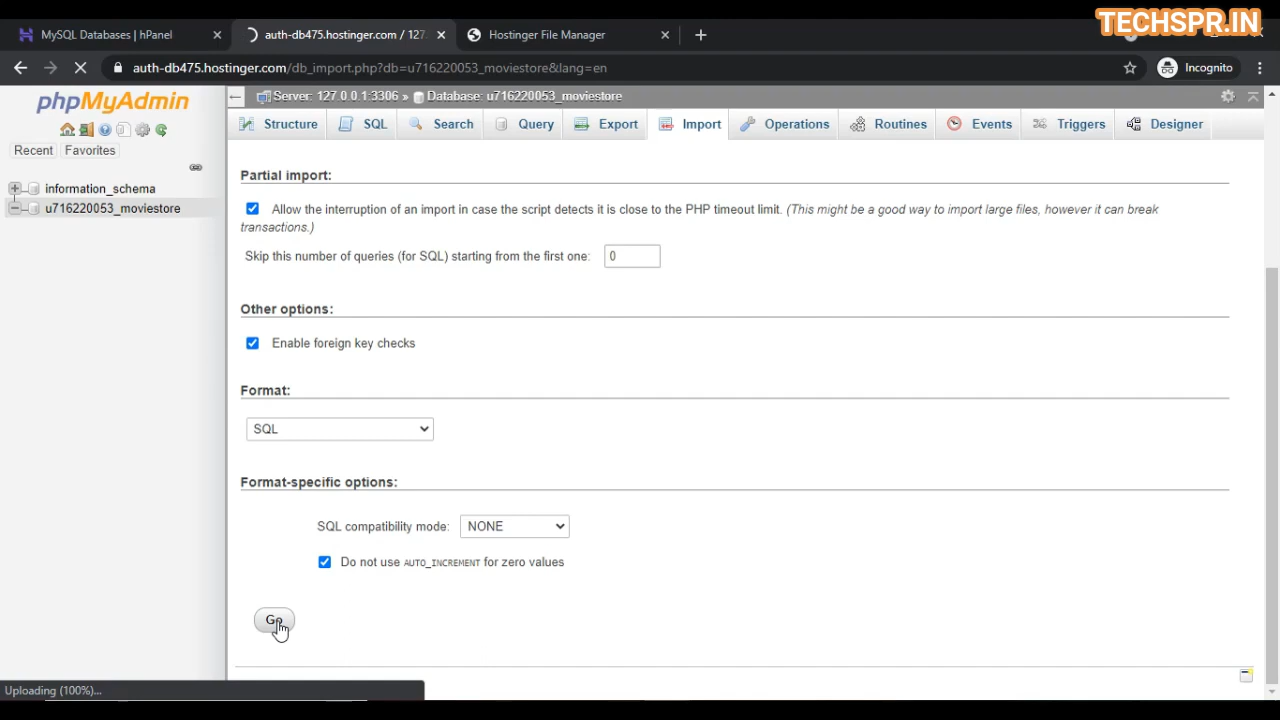 TECHSPR.IN
MySQL Databases | hPanel
auth-db475.hostinger.com / 127
Hostinger File Manager
auth-db475.hostinger.com/db_import.php?db=u716220053_moviestore&lang=en
Incognito
phpMyAdmin
Server: 127.0.0.1:3306 » Database: u716220053_moviestore
Structure SQL Search Query Export Import Operations Routines Events Triggers Designer
Recent Favorites
information_schema
u716220053_moviestore
Partial import:
Allow the interruption of an import in case the script detects it is close to the PHP timeout limit. (This might be a good way to import large files, however it can break
transactions.)
Skip this number of queries (for SQL) starting from the first one: 0
Other options:
Enable foreign key checks
Format:
SQL
Format-specific options:
SQL compatibility mode: NONE
Do not use AUTO_INCREMENT for zero values
Go
Uploading (100%)...